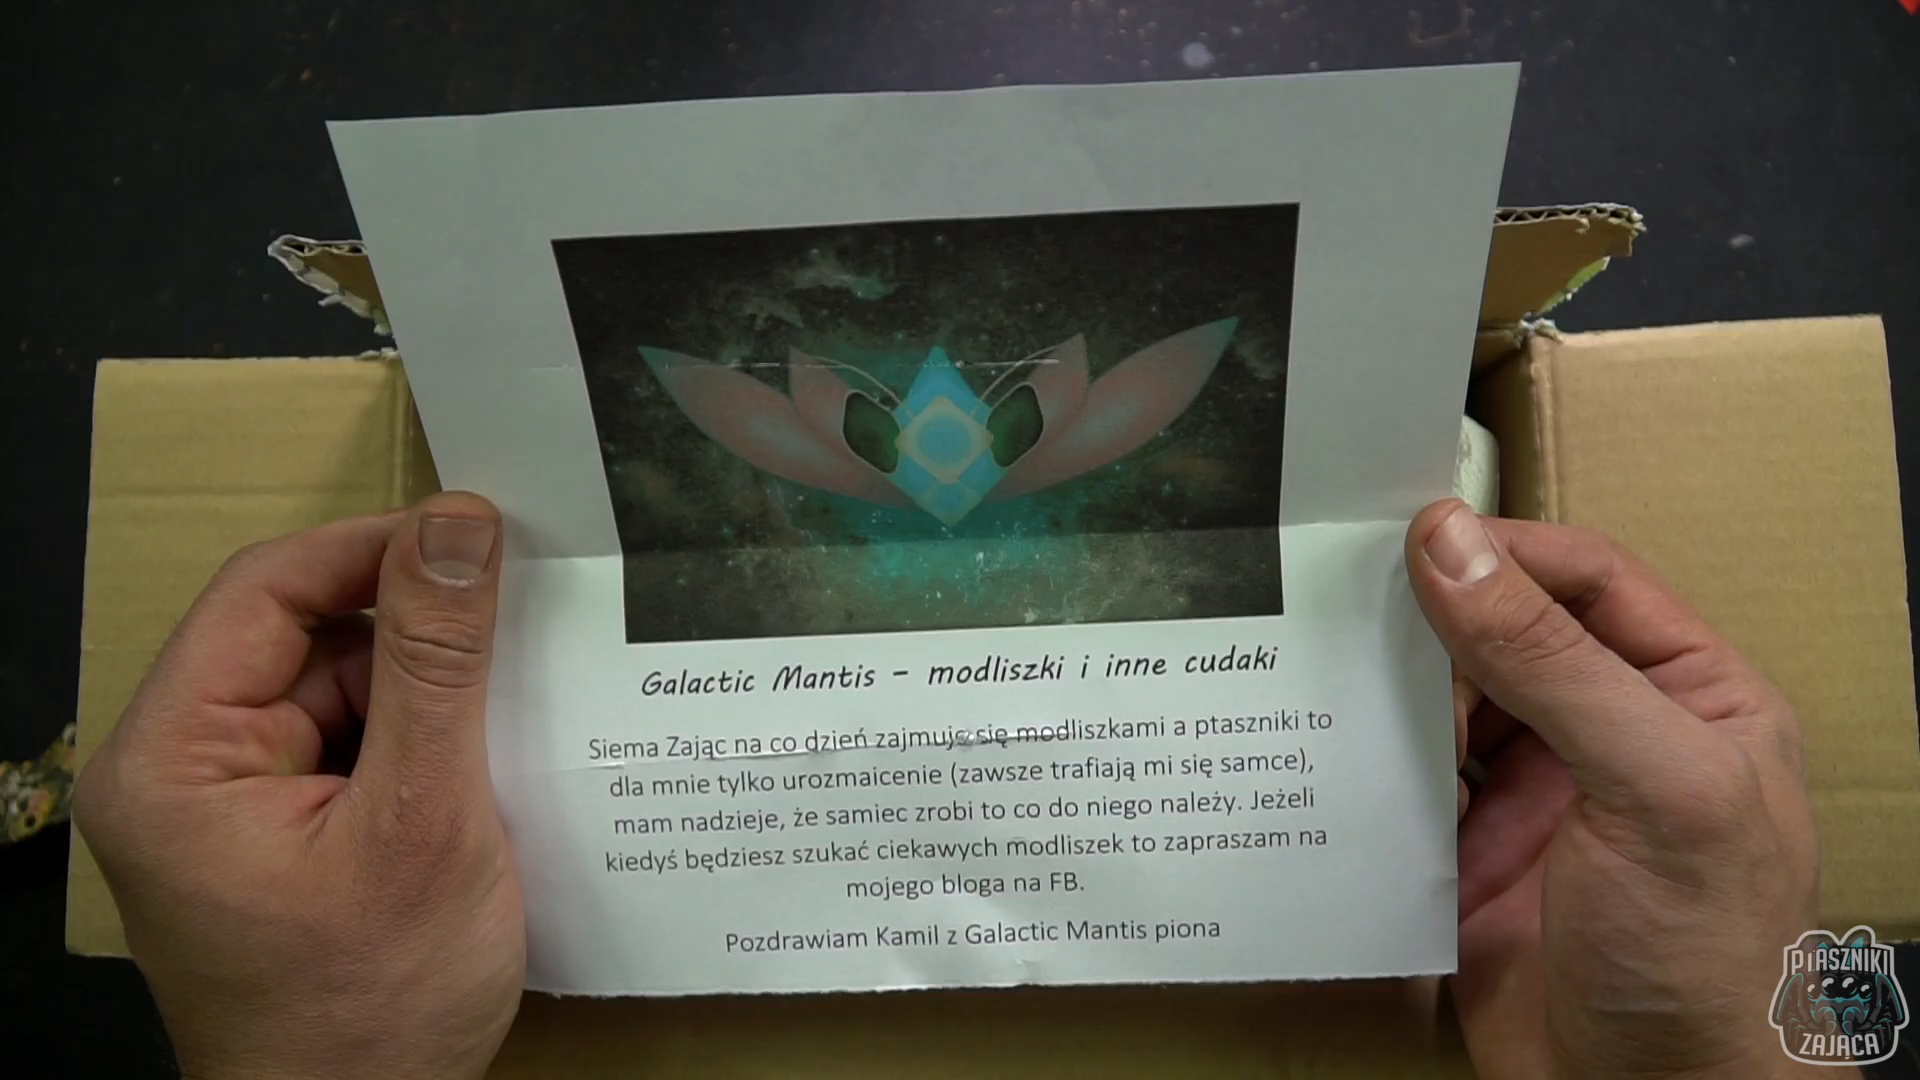 Galactic Mantis – modliszki i inne cudaki
Siema Zając na co dzień zajmuję się modliszkami a ptaszniki to
dla mnie tylko urozmaicenie (zawsze trafiają mi się samce),
mam nadzieje, że samiec zrobi to co do niego należy. Jeżeli
kiedyś będziesz szukać ciekawych modliszek to zapraszam na
mojego bloga na FB.
Pozdrawiam Kamil z Galactic Mantis piona
PTASZNIKI
ZAJĄCA